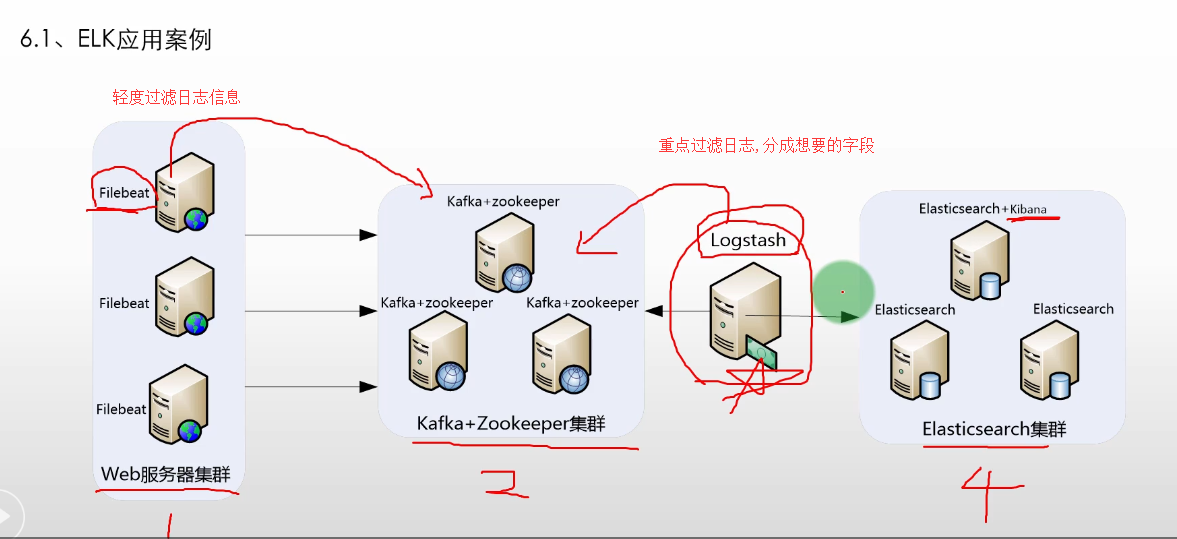 6.1、ELK应用案例
轻度过滤日志信息
重点过滤日志,分成想要的字段
Filebeat
Filebeat
Filebeat
Web服务器集群
1
Kafka+zookeeper
Kafka+zookeeper
Kafka+zookeeper
Kafka+Zookeeper集群
2
Logstash
Elasticsearch+Kibana
Elasticsearch
Elasticsearch
Elasticsearch集群
4